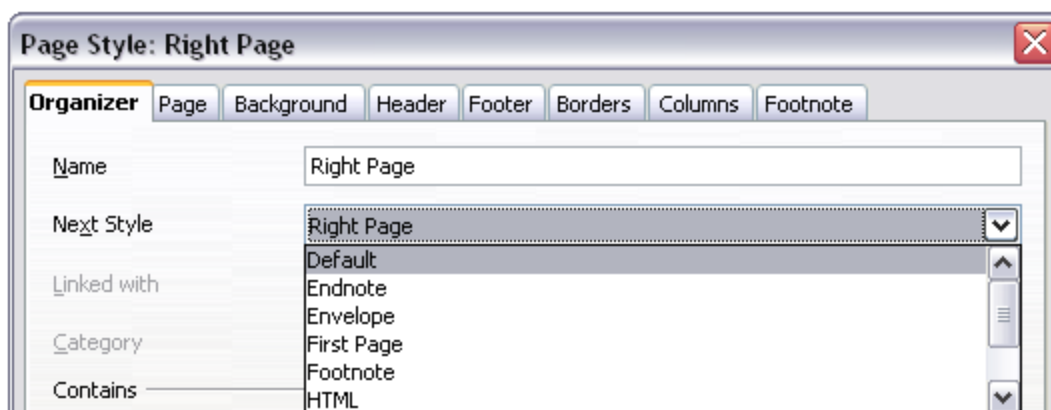 Page Style: Right Page
Organizer Page Background Header Footer Borders Columns Footnote
Name Right Page
Next Style Right Page
Default
Linked with Endnote
Envelope
Category First Page
Footnote
Contains HTML